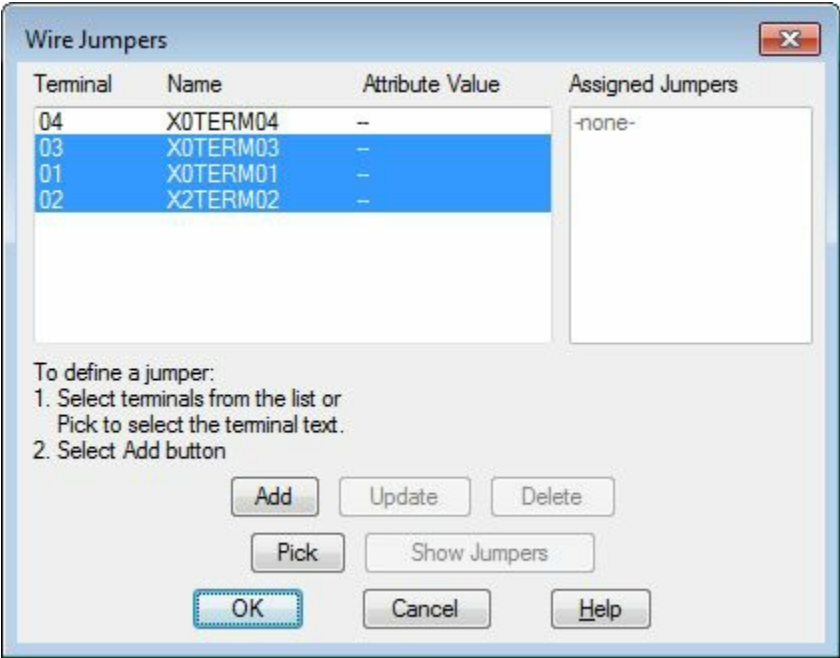 Wire Jumpers
Terminal Name Attribute Value Assigned Jumpers
04 X0TERM04 -- -none-
03 X0TERM03 --
01 X0TERM01 --
02 X2TERM02 --
To define a jumper:
1. Select terminals from the list or
Pick to select the terminal text.
2. Select Add button
Add Update Delete
Pick Show Jumpers
OK Cancel Help